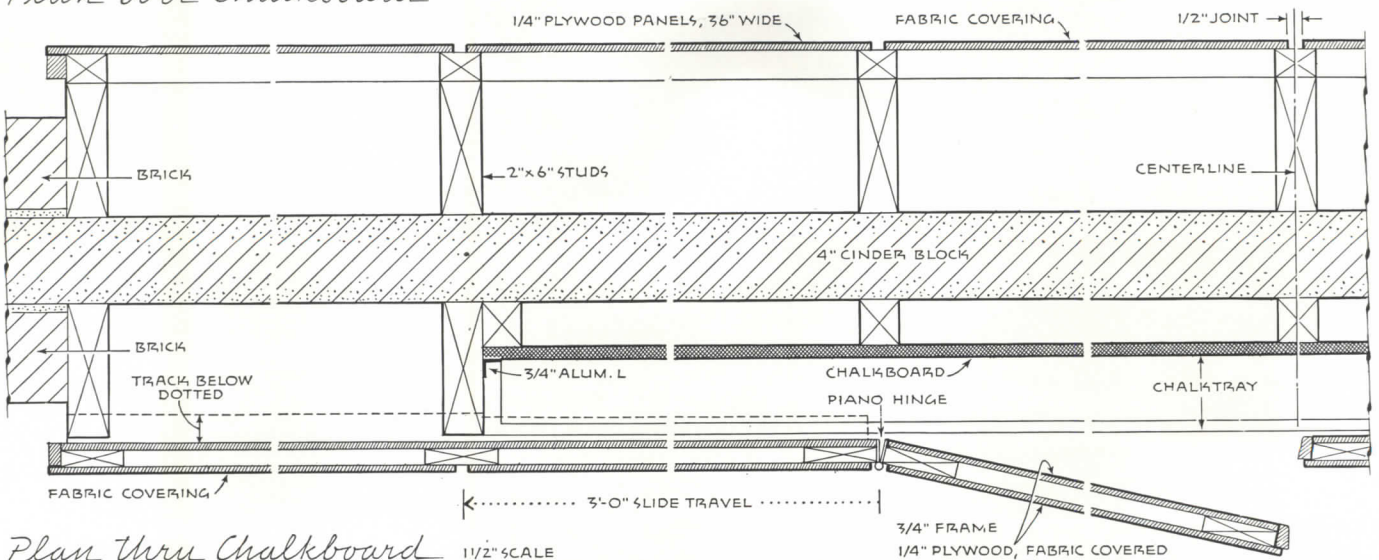 1/4" PLYWOOD PANELS, 36" WIDE
FABRIC COVERING
1/2" JOINT
BRICK
2"x6" STUDS
CENTERLINE
4" CINDER BLOCK
BRICK
TRACK BELOW
DOTTED
3/4" ALUM. L
CHALKBOARD
PIANO HINGE
CHALKTRAY
FABRIC COVERING
3'-0" SLIDE TRAVEL
3/4" FRAME
1/4" PLYWOOD, FABRIC COVERED
Plan thru Chalkboard 1 1/2" SCALE